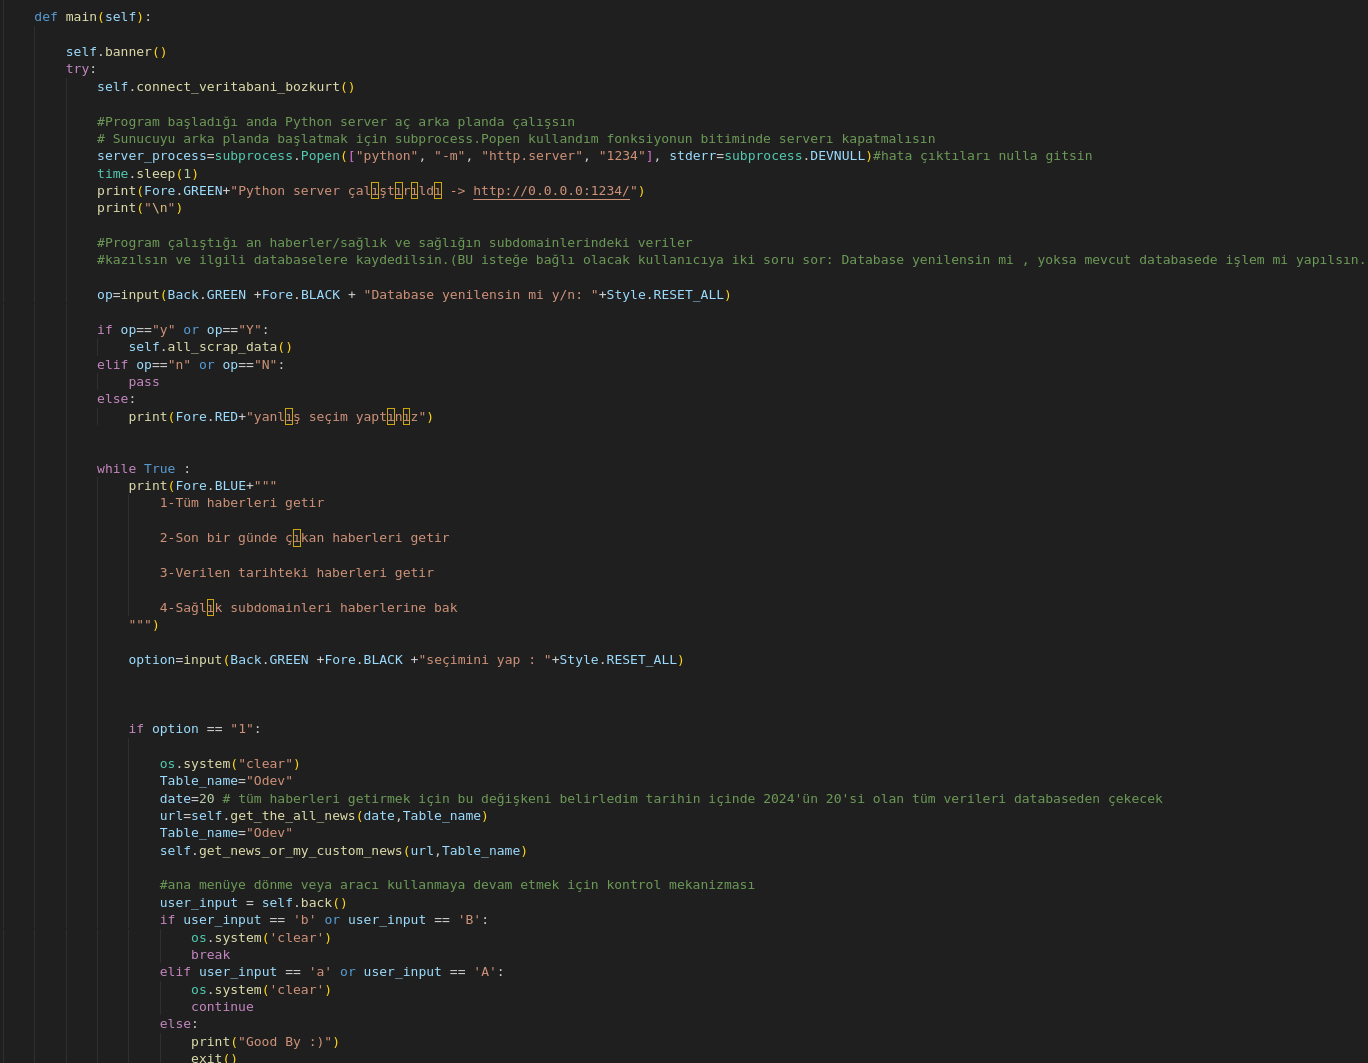 def main(self):
self.banner()
try:
self.connect_veritabani_bozkurt()
#Program başladığı anda Python server aç arka planda çalışsın
# Sunucuyu arka planda başlatmak için subprocess.Popen kullandım fonksiyonun bitiminde serverı kapatmalısın
server_process=subprocess.Popen(["python", "-m", "http.server", "1234"], stderr=subprocess.DEVNULL)#hata çıktıları nulla gitsin
time.sleep(1)
print(Fore.GREEN+"Python server çalıştırıldı -> http://0.0.0.0:1234/")
print("\n")
#Program çalıştığı an haberler/sağlık ve sağlığın subdomainlerindeki veriler
#kazılsın ve ilgili databaselere kaydedilsin.(BU isteğe bağlı olacak kullanıcıya iki soru sor: Database yenilensin mi , yoksa mevcut databasede işlem mi yapılsın.
op=input(Back.GREEN +Fore.BLACK + "Database yenilensin mi y/n: "+Style.RESET_ALL)
if op=="y" or op=="Y":
self.all_scrap_data()
elif op=="n" or op=="N":
pass
else:
print(Fore.RED+"yanlış seçim yaptınız")
while True :
print(Fore.BLUE+"""
1-Tüm haberleri getir
2-Son bir günde çıkan haberleri getir
3-Verilen tarihteki haberleri getir
4-Sağlık subdomainleri haberlerine bak
""")
option=input(Back.GREEN +Fore.BLACK +"seçimini yap : "+Style.RESET_ALL)
if option == "1":
os.system("clear")
Table_name="Odev"
date=20 # tüm haberleri getirmek için bu değişkeni belirledim tarihin içinde 2024'ün 20'si olan tüm verileri databaseden çekecek
url=self.get_the_all_news(date,Table_name)
Table_name="Odev"
self.get_news_or_my_custom_news(url,Table_name)
#ana menüye dönme veya aracı kullanmaya devam etmek için kontrol mekanizması
user_input = self.back()
if user_input == 'b' or user_input == 'B':
os.system('clear')
break
elif user_input == 'a' or user_input == 'A':
os.system('clear')
continue
else:
print("Good By :)")
exit()